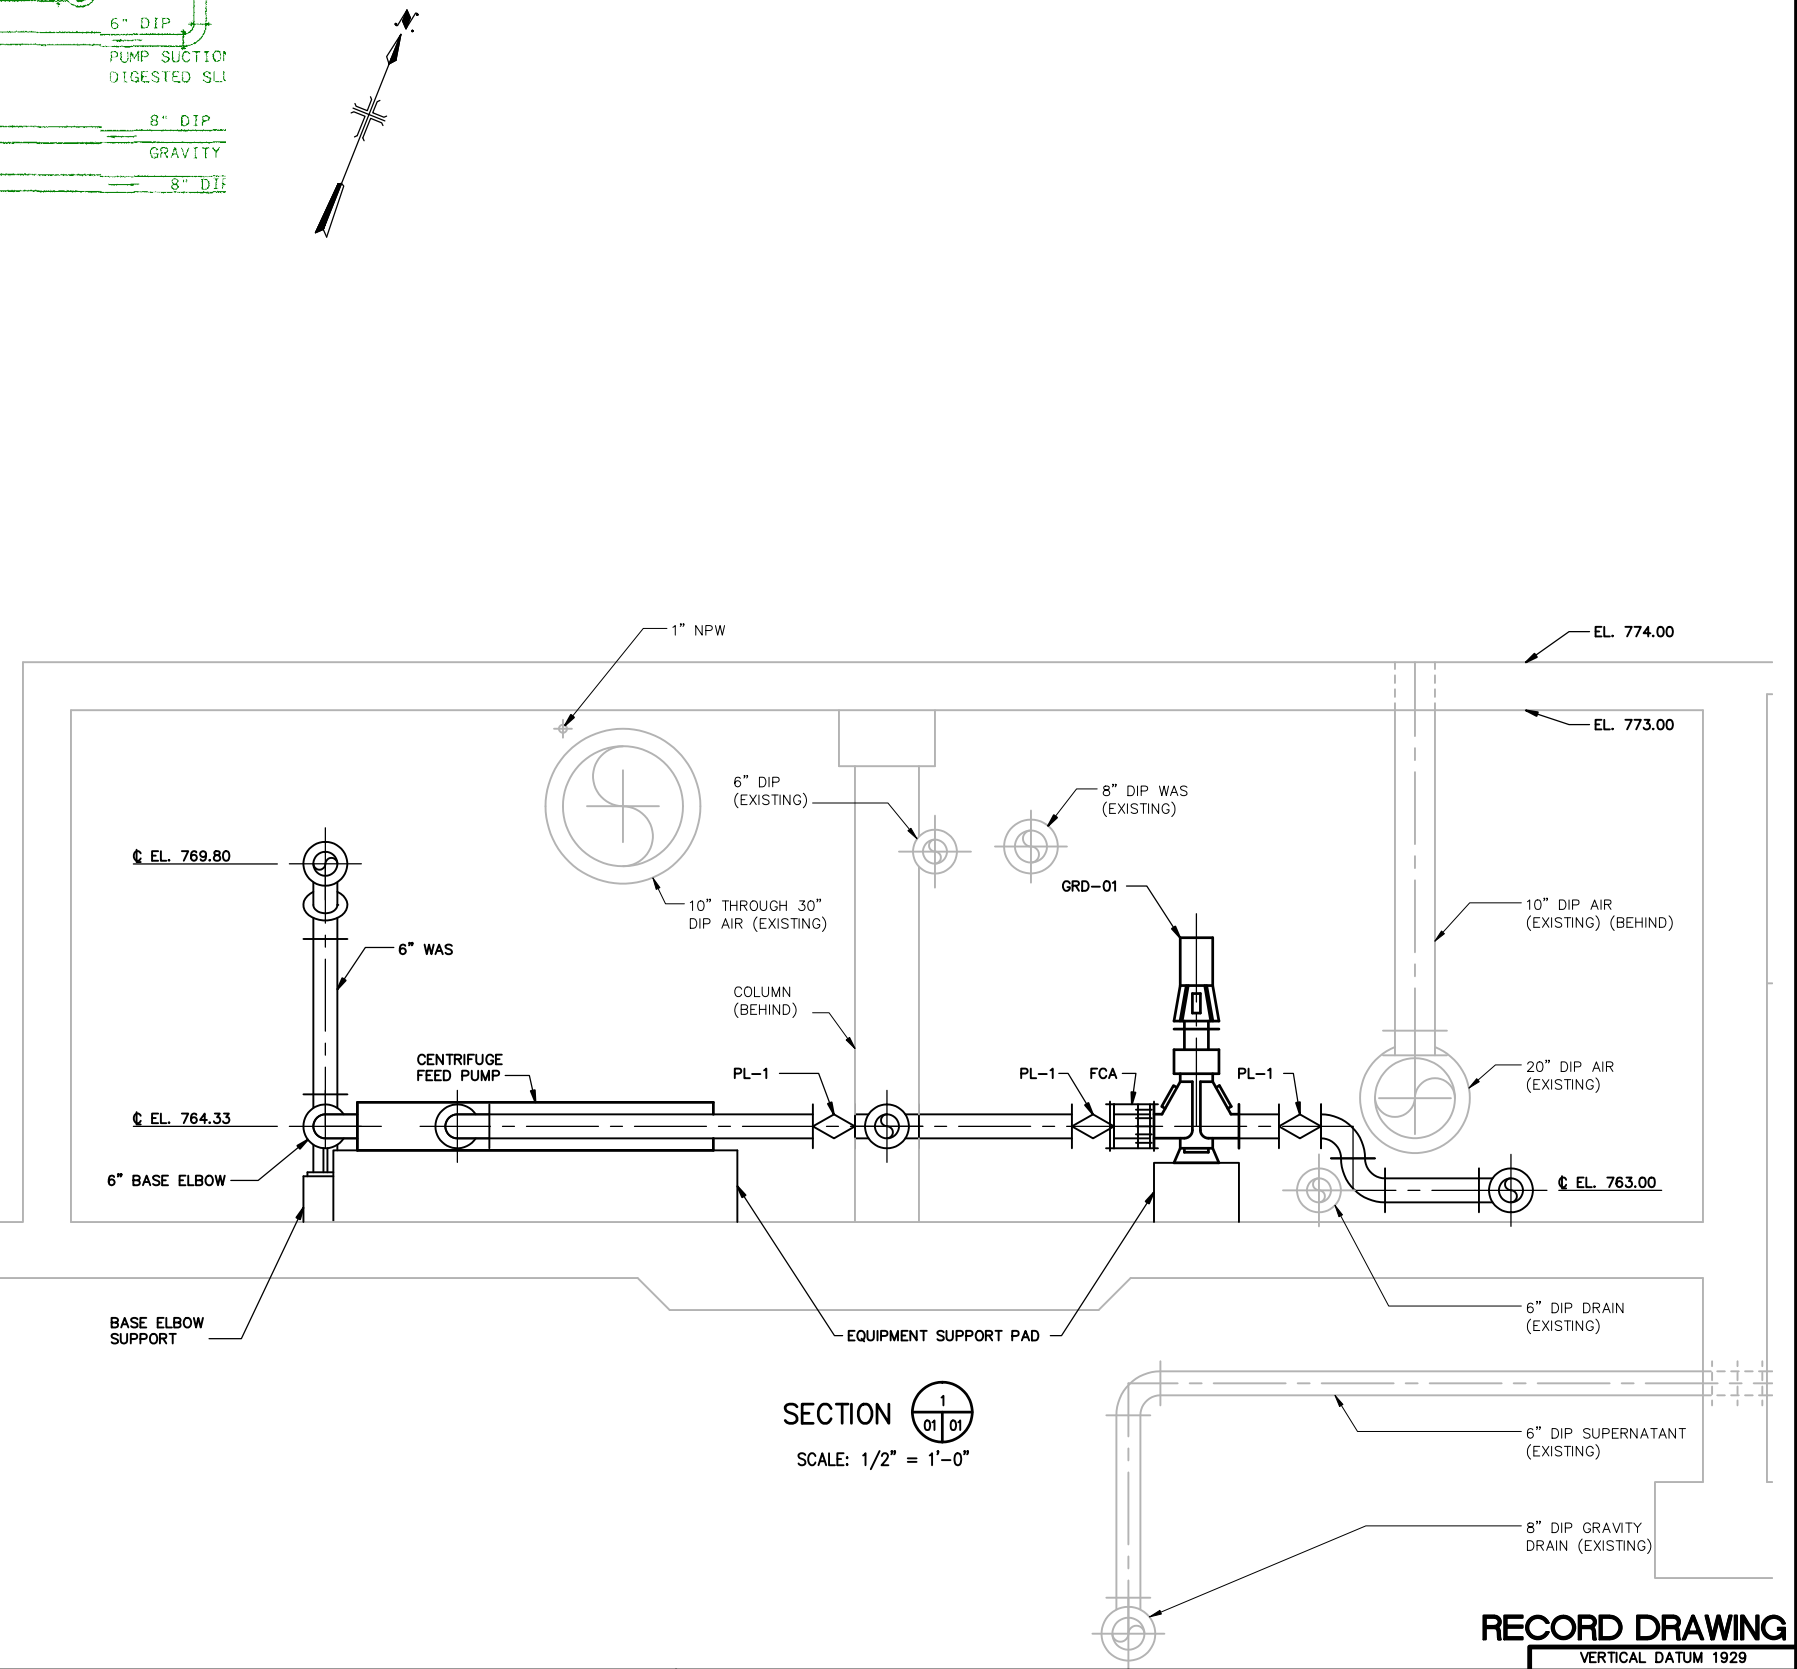 6" DIP
PUMP SUCTION
DIGESTED
8" DIP
GRAVITY
8" DIP
1" NPW
EL. 774.00
EL. 773.00
6" DIP
(EXISTING)
8" DIP WAS
(EXISTING)
℄ EL. 769.80
GRD-01
10" THROUGH 30"
DIP AIR (EXISTING)
10" DIP AIR
(EXISTING) (BEHIND)
6" WAS
COLUMN
(BEHIND)
CENTRIFUGE
FEED PUMP
PL-1
PL-1
FCA
PL-1
20" DIP AIR
(EXISTING)
℄ EL. 764.33
6" BASE ELBOW
℄ EL. 763.00
BASE ELBOW
SUPPORT
EQUIPMENT SUPPORT PAD
6" DIP DRAIN
(EXISTING)
SECTION
1
01 01
SCALE: 1/2" = 1'-0"
6" DIP SUPERNATANT
(EXISTING)
8" DIP GRAVITY
DRAIN (EXISTING)
RECORD DRAWING
VERTICAL DATUM 1929